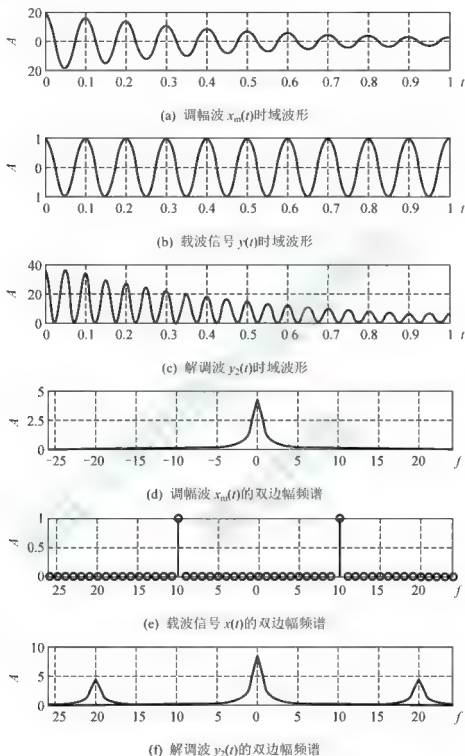 A
20
0
20
0 0.1 0.2 0.3 0.4 0.5 0.6 0.7 0.8 0.9 1 t
(a) 调幅波 xm(t)时域波形
A
1
0
1
0 0.1 0.2 0.3 0.4 0.5 0.6 0.7 0.8 0.9 1 t
(b) 载波信号 y(t)时域波形
A
40
20
0
0 0.1 0.2 0.3 0.4 0.5 0.6 0.7 0.8 0.9 1 t
(c) 解调波 y2(t)时域波形
A
5
2.5
0
−25 −20 −15 −10 −5 0 5 10 15 20 f
(d) 调幅波 xm(t)的双边幅频谱
A
1
0.5
0
25 20 15 10 5 0 5 10 15 20 f
(e) 载波信号 x(t)的双边幅频谱
A
10
5
0
25 20 15 10 5 0 5 10 15 20 f
(f) 解调波 y2(t)的双边幅频谱